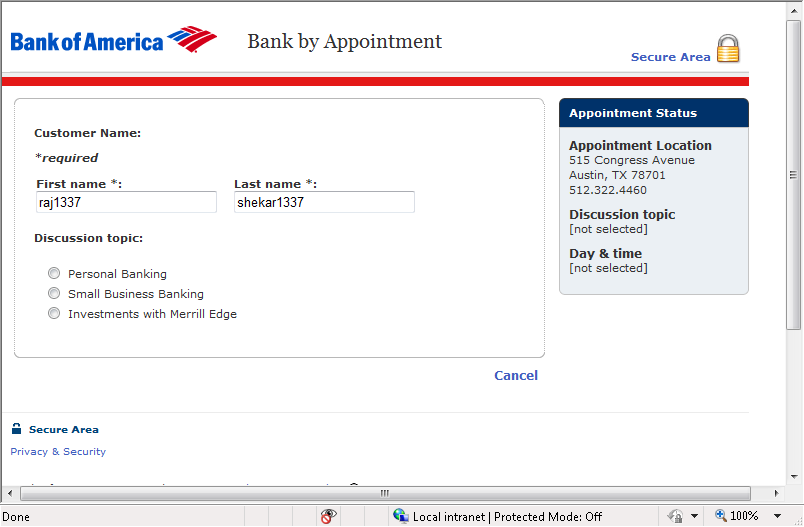 Bank of America
Bank by Appointment
Secure Area
Customer Name:
*required
First name *:
Last name *:
raj1337
shekar1337
Discussion topic:
Personal Banking
Small Business Banking
Investments with Merrill Edge
Cancel
Appointment Status
Appointment Location
515 Congress Avenue
Austin, TX 78701
512.322.4460
Discussion topic
[not selected]
Day & time
[not selected]
Secure Area
Privacy & Security
Done
Local intranet | Protected Mode: Off
100%